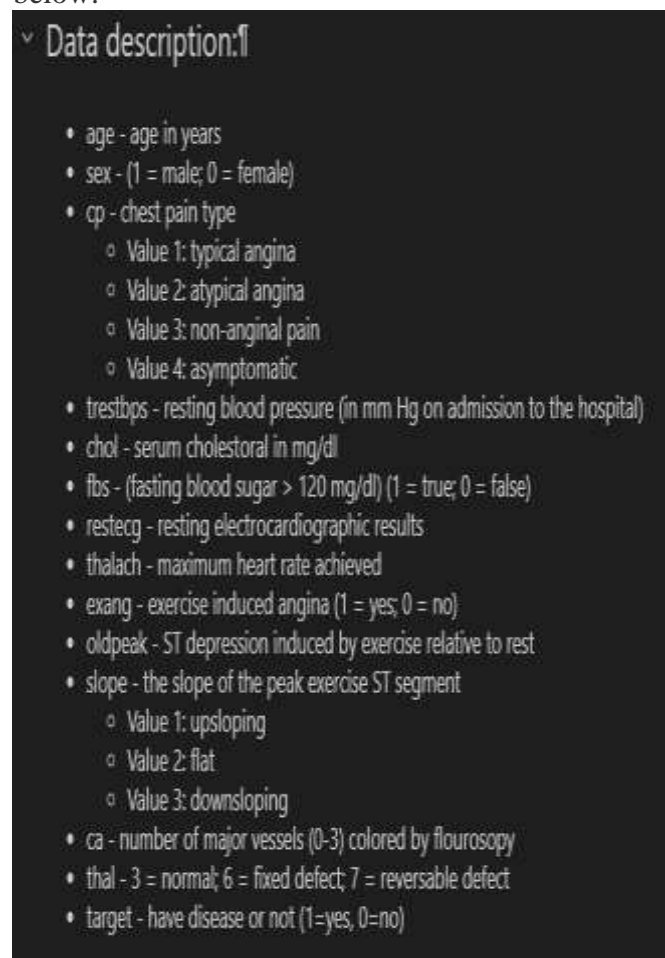 below:
Data description:¶
age - age in years
sex - (1 = male; 0 = female)
cp - chest pain type
Value 1: typical angina
Value 2: atypical angina
Value 3: non-anginal pain
Value 4: asymptomatic
trestbps - resting blood pressure (in mm Hg on admission to the hospital)
chol - serum cholestoral in mg/dl
fbs - (fasting blood sugar > 120 mg/dl) (1 = true; 0 = false)
restecg - resting electrocardiographic results
thalach - maximum heart rate achieved
exang - exercise induced angina (1 = yes; 0 = no)
oldpeak - ST depression induced by exercise relative to rest
slope - the slope of the peak exercise ST segment
Value 1: upsloping
Value 2: flat
Value 3: downsloping
ca - number of major vessels (0-3) colored by flourosopy
thal - 3 = normal; 6 = fixed defect; 7 = reversable defect
target - have disease or not (1=yes, 0=no)